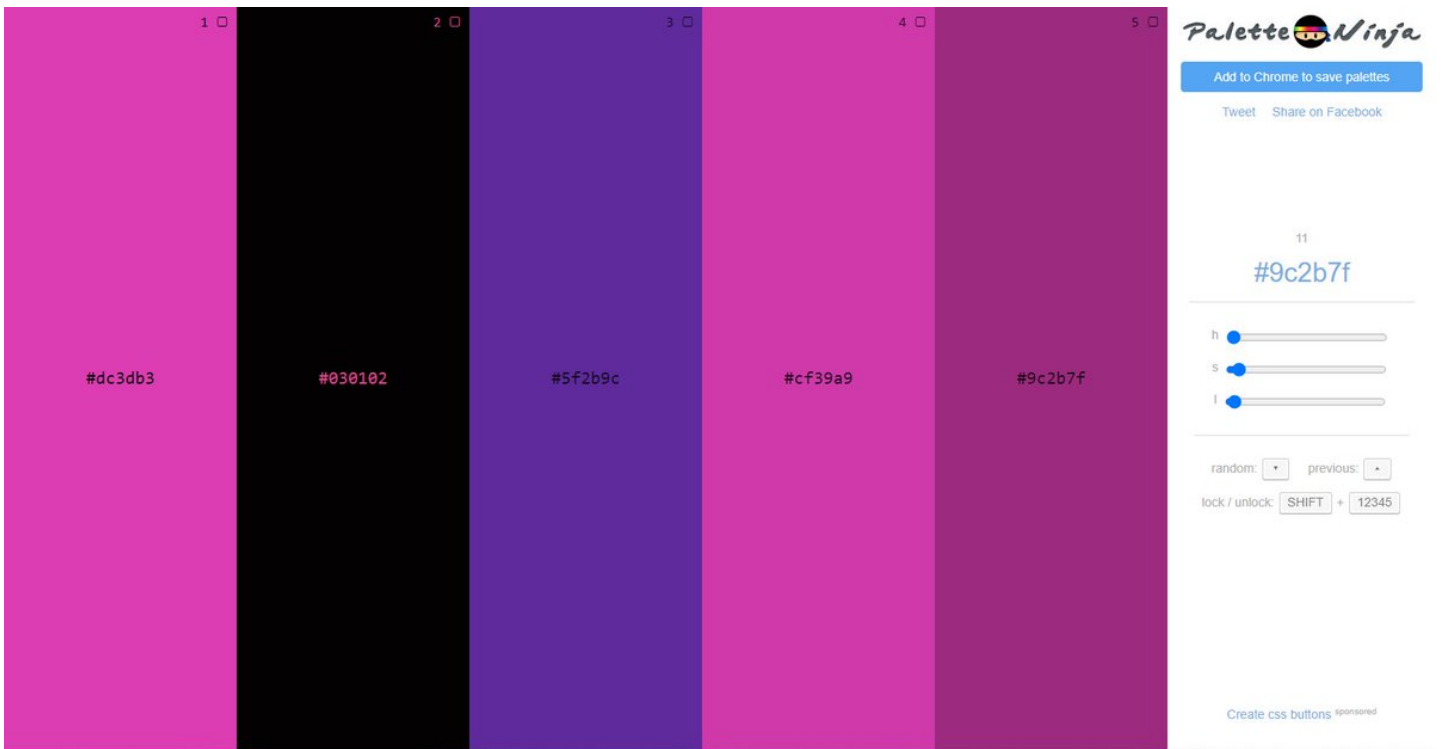 1
2
3
4
5
#dc3db3
#030102
#5f2b9c
#cf39a9
#9c2b7f
Palette Ninja
Add to Chrome to save palettes
Tweet Share on Facebook
11
#9c2b7f
h
s
l
random: previous:
lock / unlock: SHIFT + 12345
Create css buttons sponsored